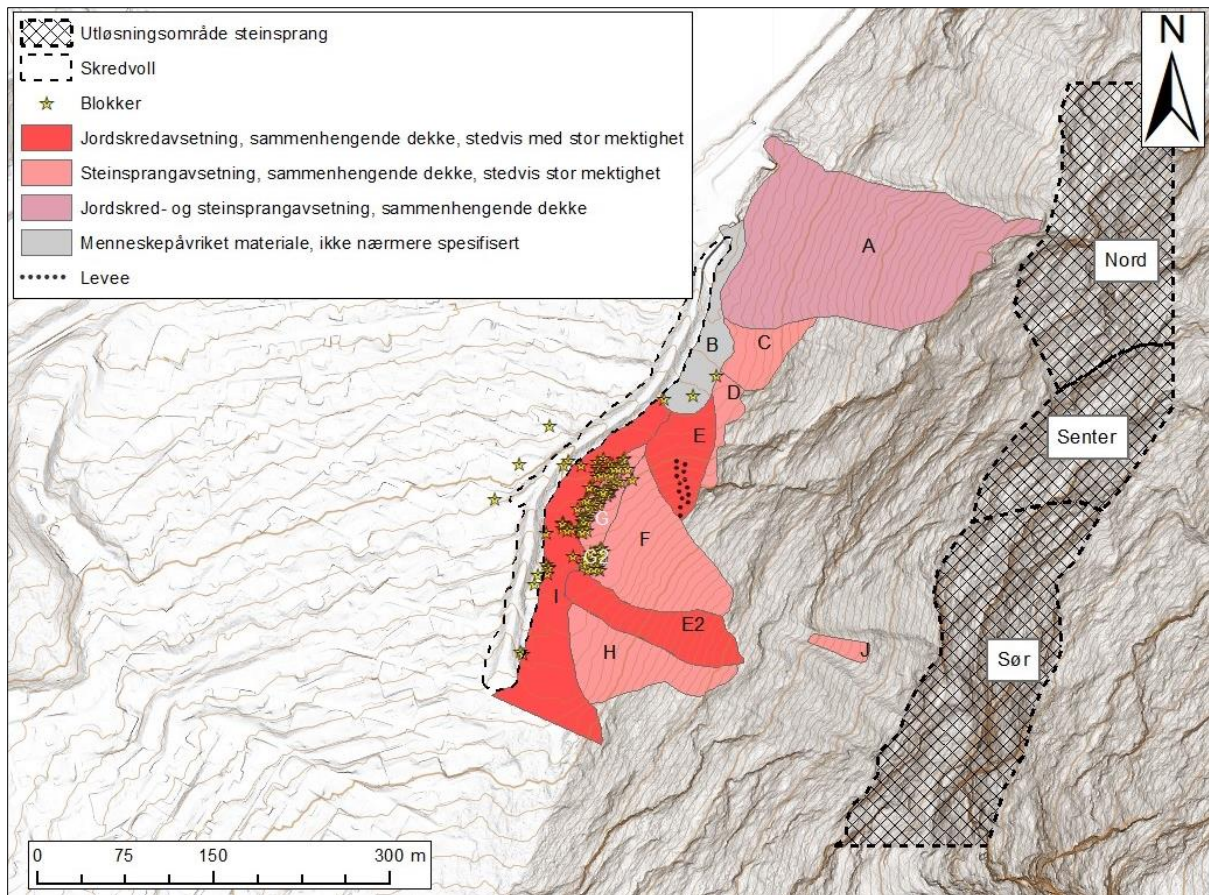 Utløsningsområde steinsprang
Skredvoll
Blokker
Jordskredavsetning, sammenhengende dekke, stedvis med stor mektighet
Steinsprangavsetning, sammenhengende dekke, stedvis stor mektighet
Jordskred- og steinsprangavsetning, sammenhengende dekke
Menneskepåvriket materiale, ikke nærmere spesifisert
Levee
N
A
Nord
B
C
D
E
Senter
G
F
G2
I
E2
H
J
Sør
0 75 150 300 m